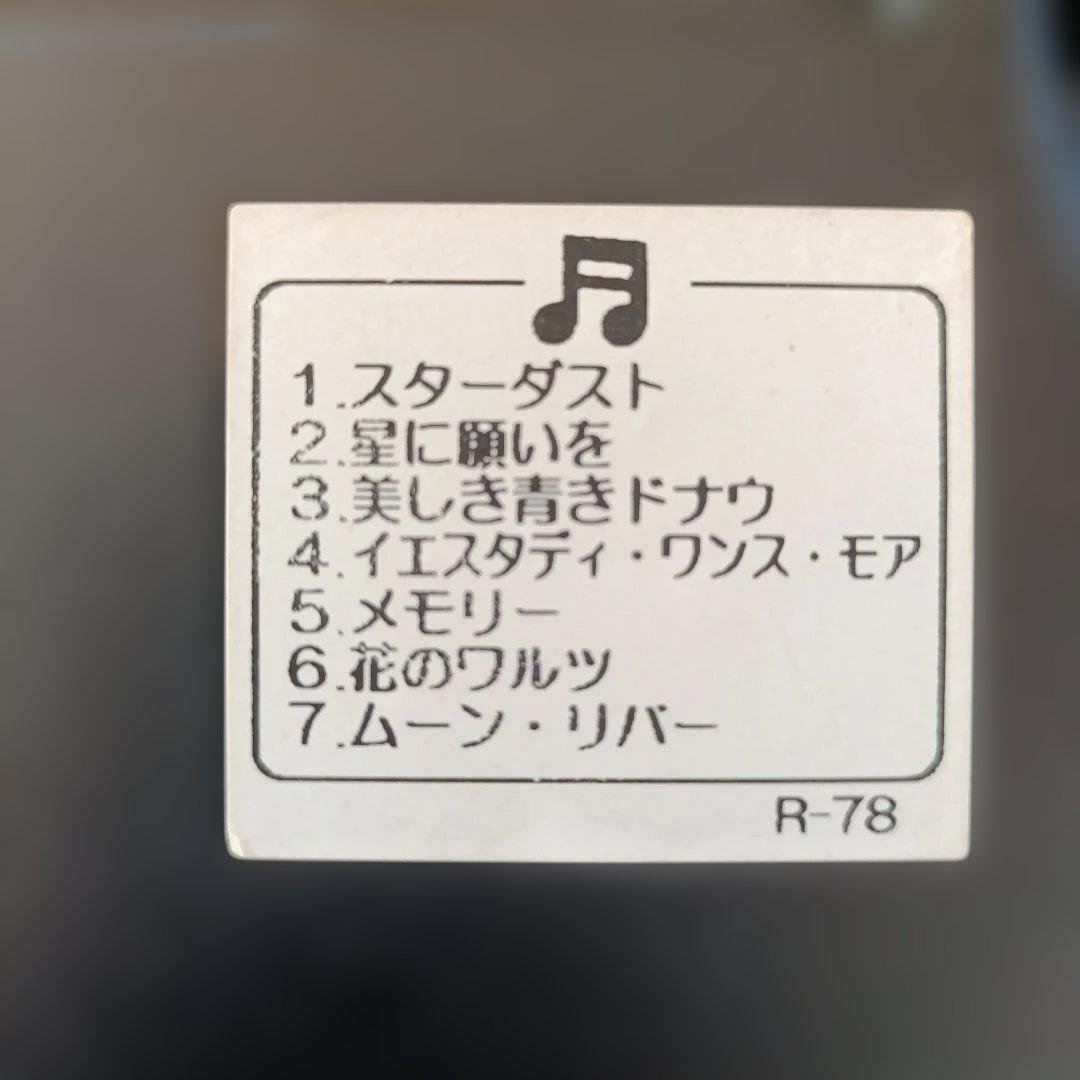 1.スターダスト
2.星に願いを
3.美しき青きドナウ
4.イエスタディ・ワンス・モア
5.メモリー
6.花のワルツ
7.ムーン・リバー
R-78